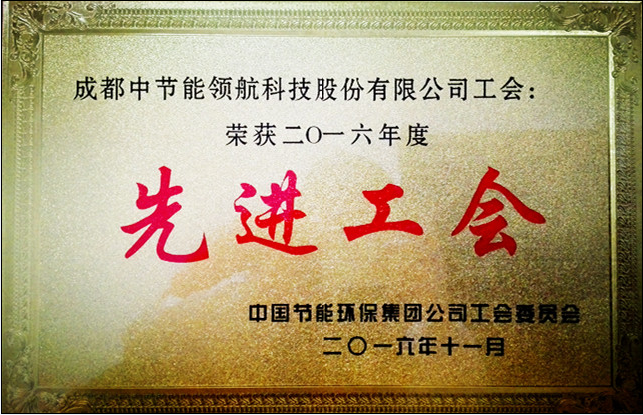 成都中节能领航科技股份有限公司工会：
荣获二〇一六年度
先进工会
中国节能环保集团公司工会委员会
二〇一六年十一月